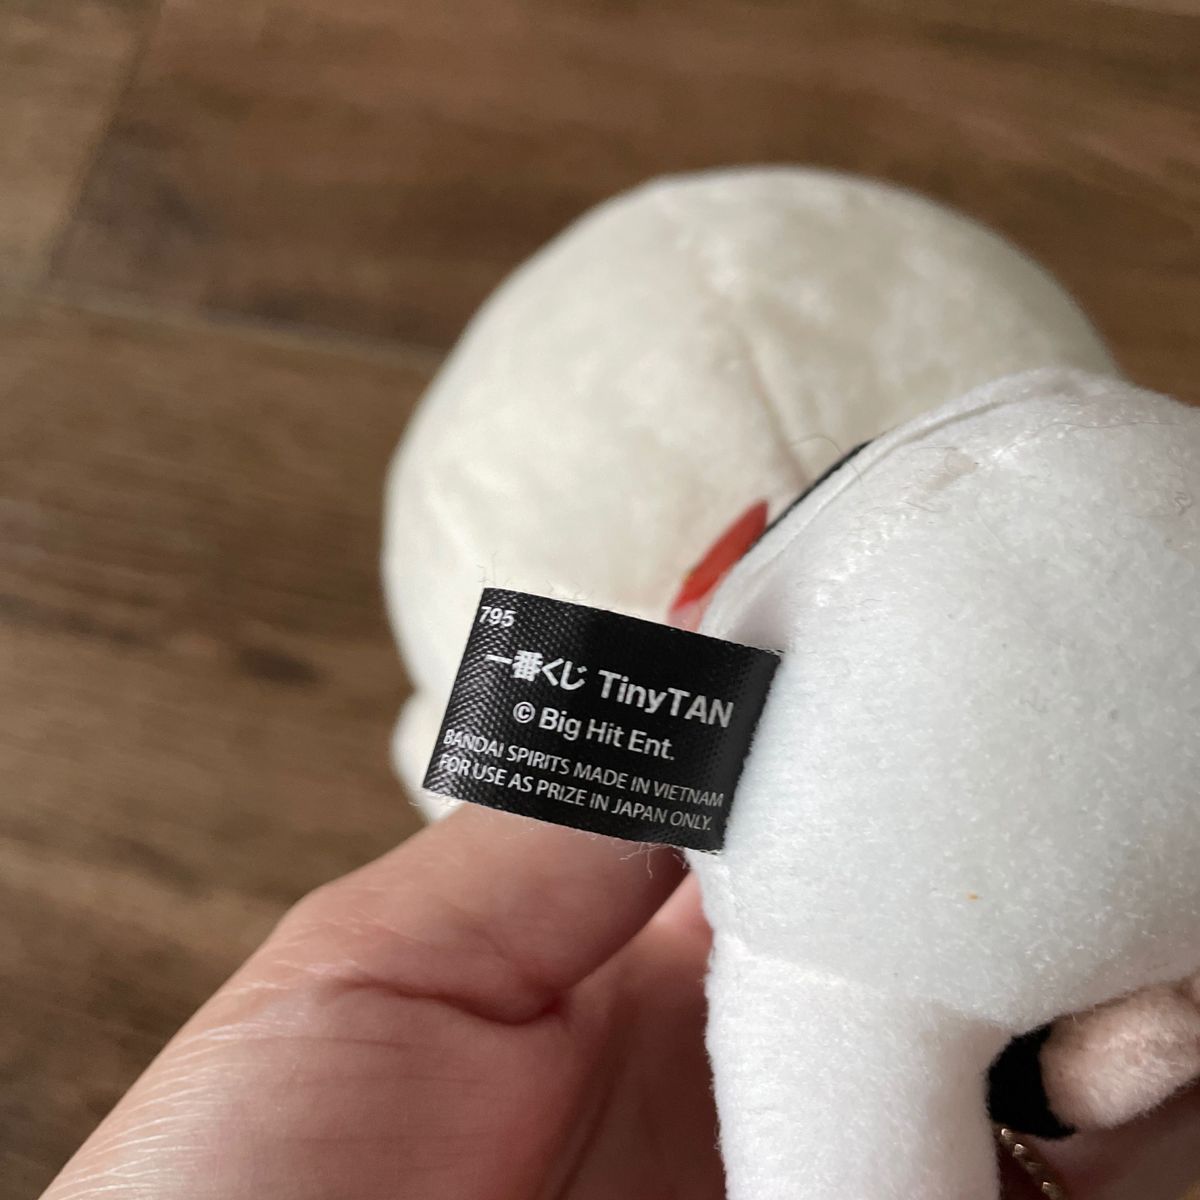 795
一番くじ TinyTAN
© Big Hit Ent.
BANDAI SPIRITS MADE IN VIETNAM
FOR USE AS PRIZE IN JAPAN ONLY.